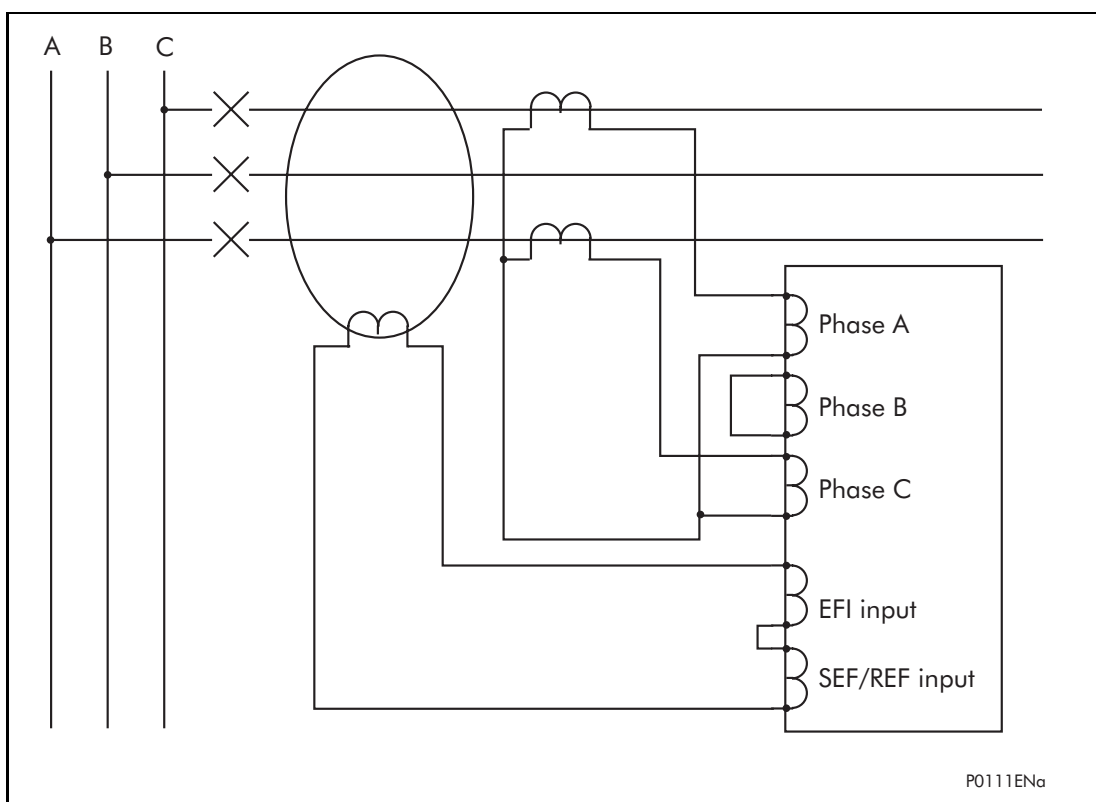 A B C
Phase A
Phase B
Phase C
EFI input
SEF/REF input
P0111ENa